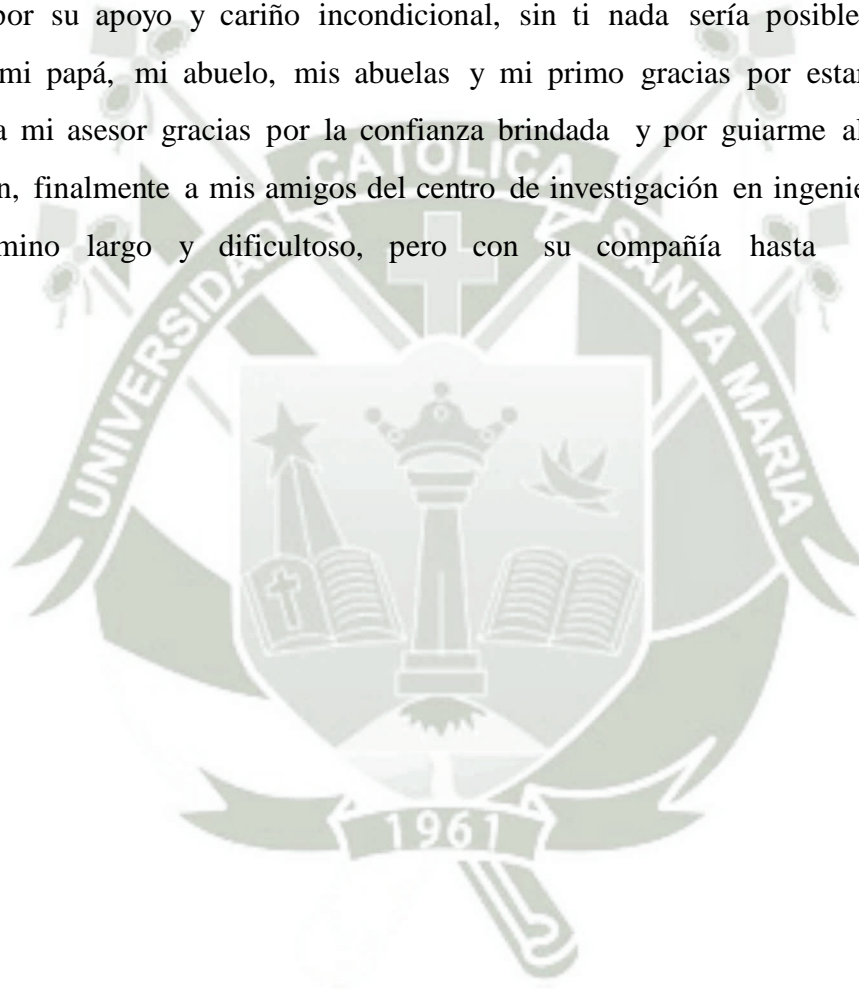 por su apoyo y cariño incondicional, sin ti nada sería posible
mi papá, mi abuelo, mis abuelas y mi primo gracias por estar
a mi asesor gracias por la confianza brindada y por guiarme al
n, finalmente a mis amigos del centro de investigación en ingenie
mino largo y dificultoso, pero con su compañía hasta
UNIVERSIDAD CATOLICA SANTA MARIA
1961